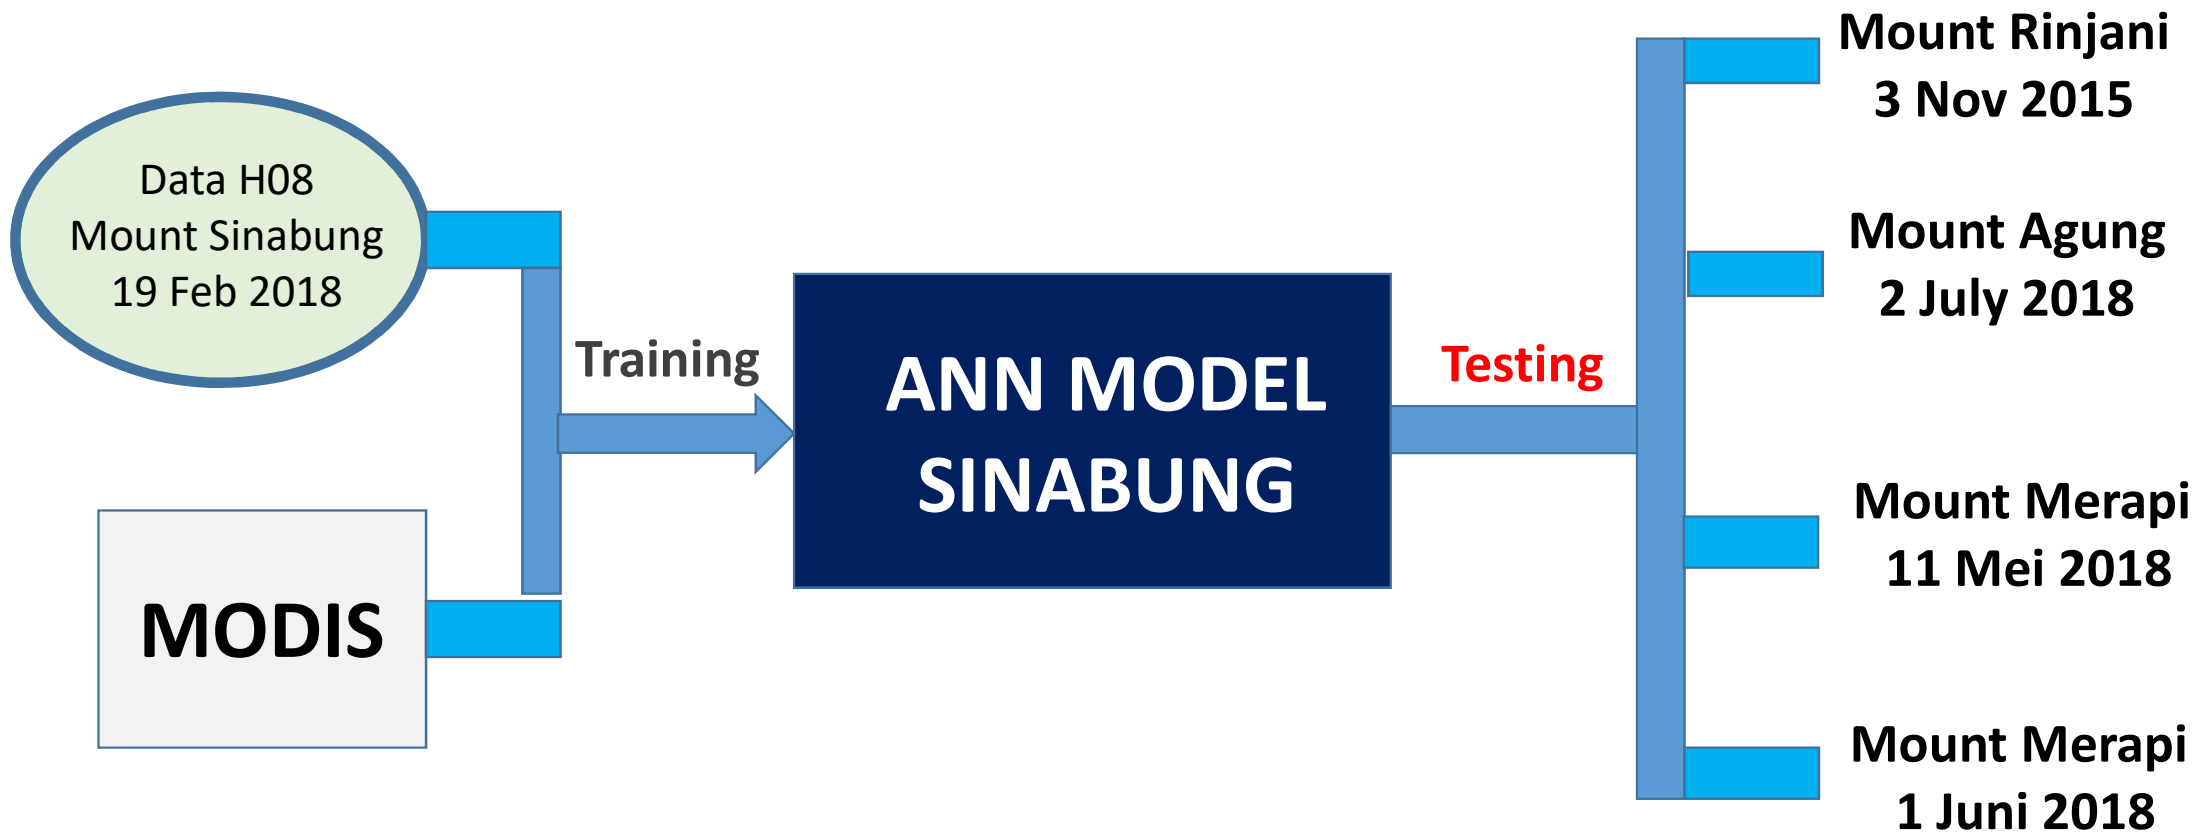 Data H08
Mount Sinabung
19 Feb 2018
MODIS
Training
ANN MODEL
SINABUNG
Testing
Mount Rinjani
3 Nov 2015
Mount Agung
2 July 2018
Mount Merapi
11 Mei 2018
Mount Merapi
1 Juni 2018